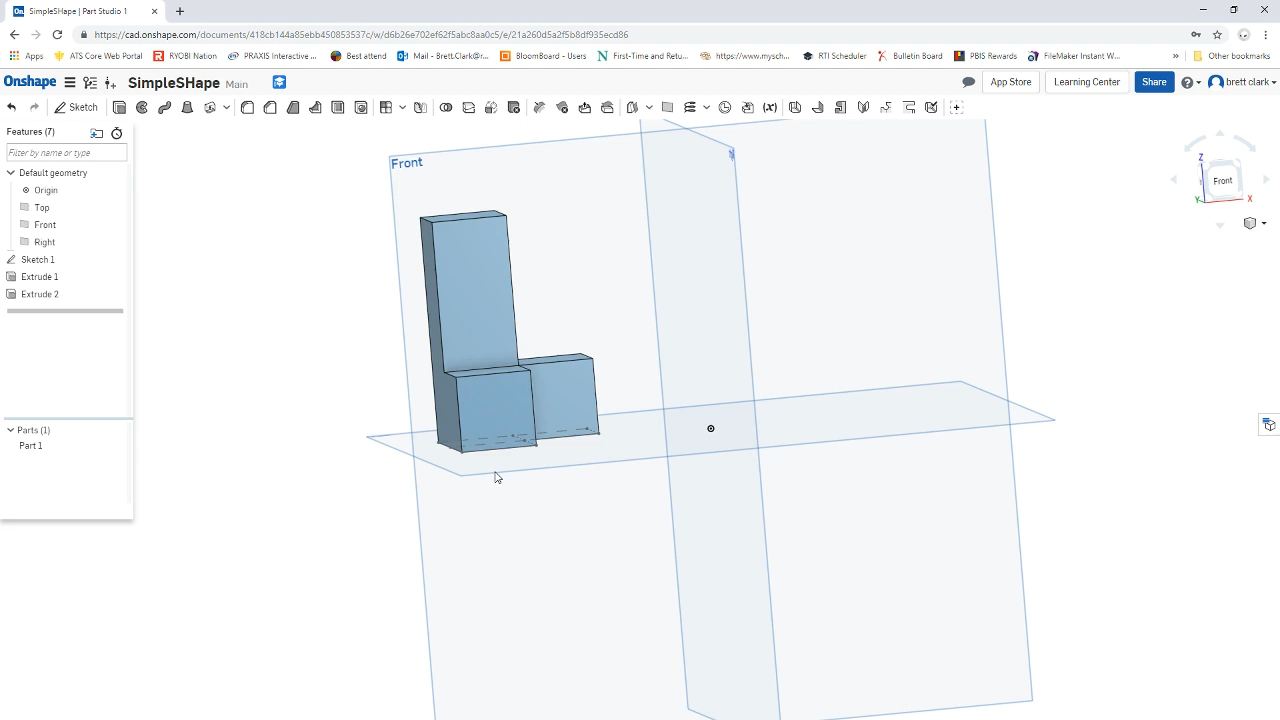 On. SimpleSHape | Part Studio 1
https://cad.onshape.com/documents/418cb144a85ebb450853537c/w/d6b26e702ef62f5abc8aa0c5/e/21a260d5a2f5b8df935ecd86
Apps ATS Core Web Portal RYOBI Nation PRAXIS Interactive ... Best attend Mail - Brett.Clark@r... BloomBoard - Users First-Time and Retu... https://www.mysch... RTI Scheduler Bulletin Board PBIS Rewards FileMaker Instant W... » Other bookmarks
Onshape SimpleSHape Main App Store Learning Center Share brett clark
Sketch
Features (7)
Filter by name or type
Default geometry
Origin
Top
Front
Right
Sketch 1
Extrude 1
Extrude 2
Parts (1)
Part 1
Front
Z
Front
X
Y